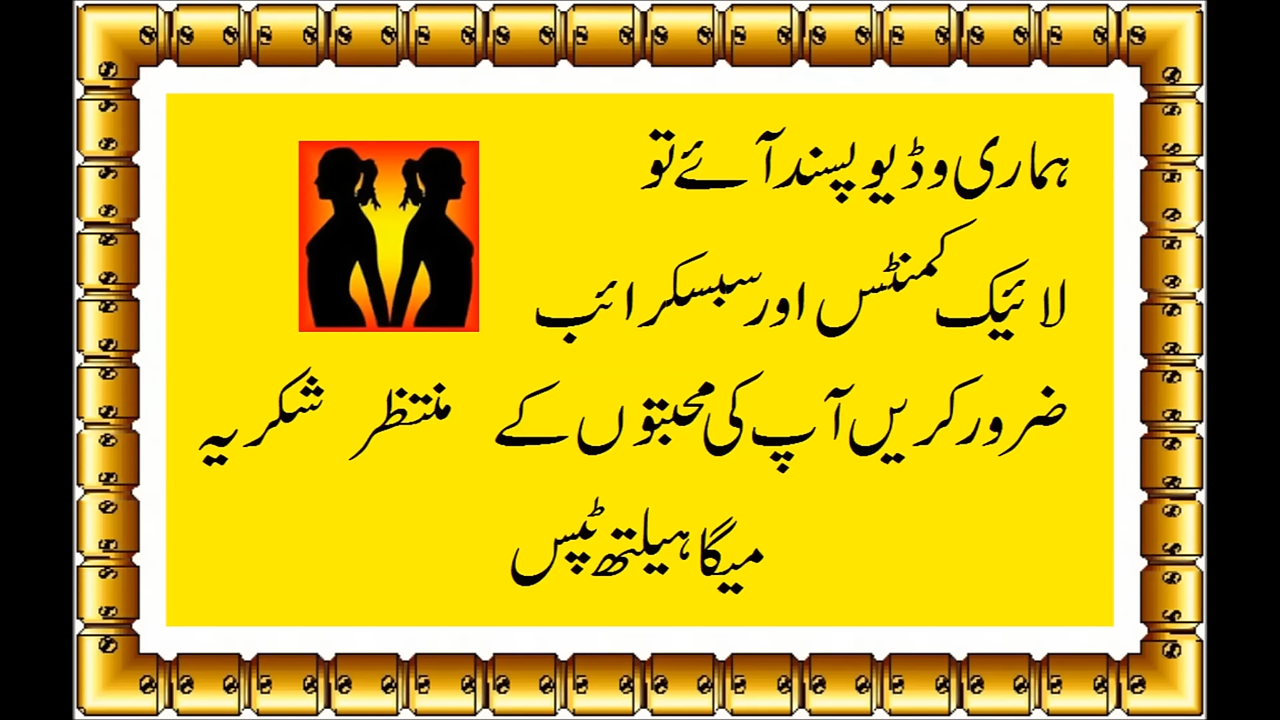 ہماری وڈیو پسند آئے تو
لائیک کمنٹس اور سبسکرائب
ضرور کریں آپ کی محبتوں کے منتظر شکریہ
میگا ہیلتھ ٹپس